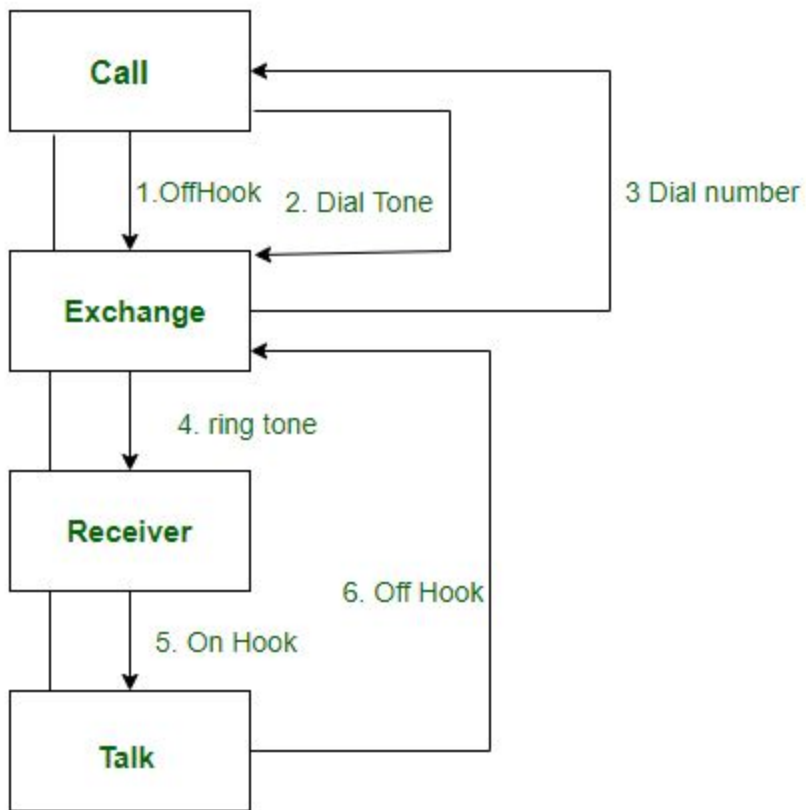 Call
1.OffHook
2. Dial Tone
3 Dial number
Exchange
4. ring tone
Receiver
6. Off Hook
5. On Hook
Talk